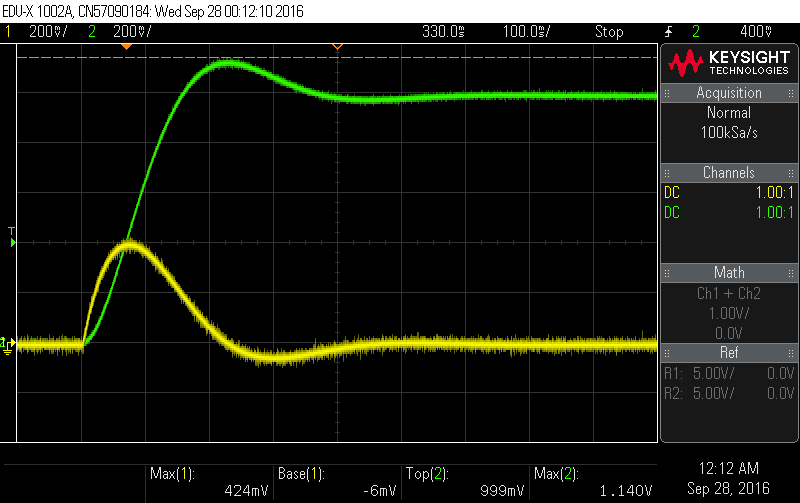 EDU-X 1002A, CN57090184: Wed Sep 28 00:12:10 2016
1 200℧/ 2 200℧/ 330.0s 100.0s/ Stop 2 400℧
KEYSIGHT
TECHNOLOGIES
Acquisition
Normal
100kSa/s
Channels
DC 1.00:1
DC 1.00:1
Math
Ch1 + Ch2
1.00V/
0.0V
Ref
R1: 5.00V/ 0.0V
R2: 5.00V/ 0.0V
T
2
Max(1): Base(1): Top(2): Max(2):
424mV -6mV 999mV 1.140V
12:12 AM
Sep 28, 2016